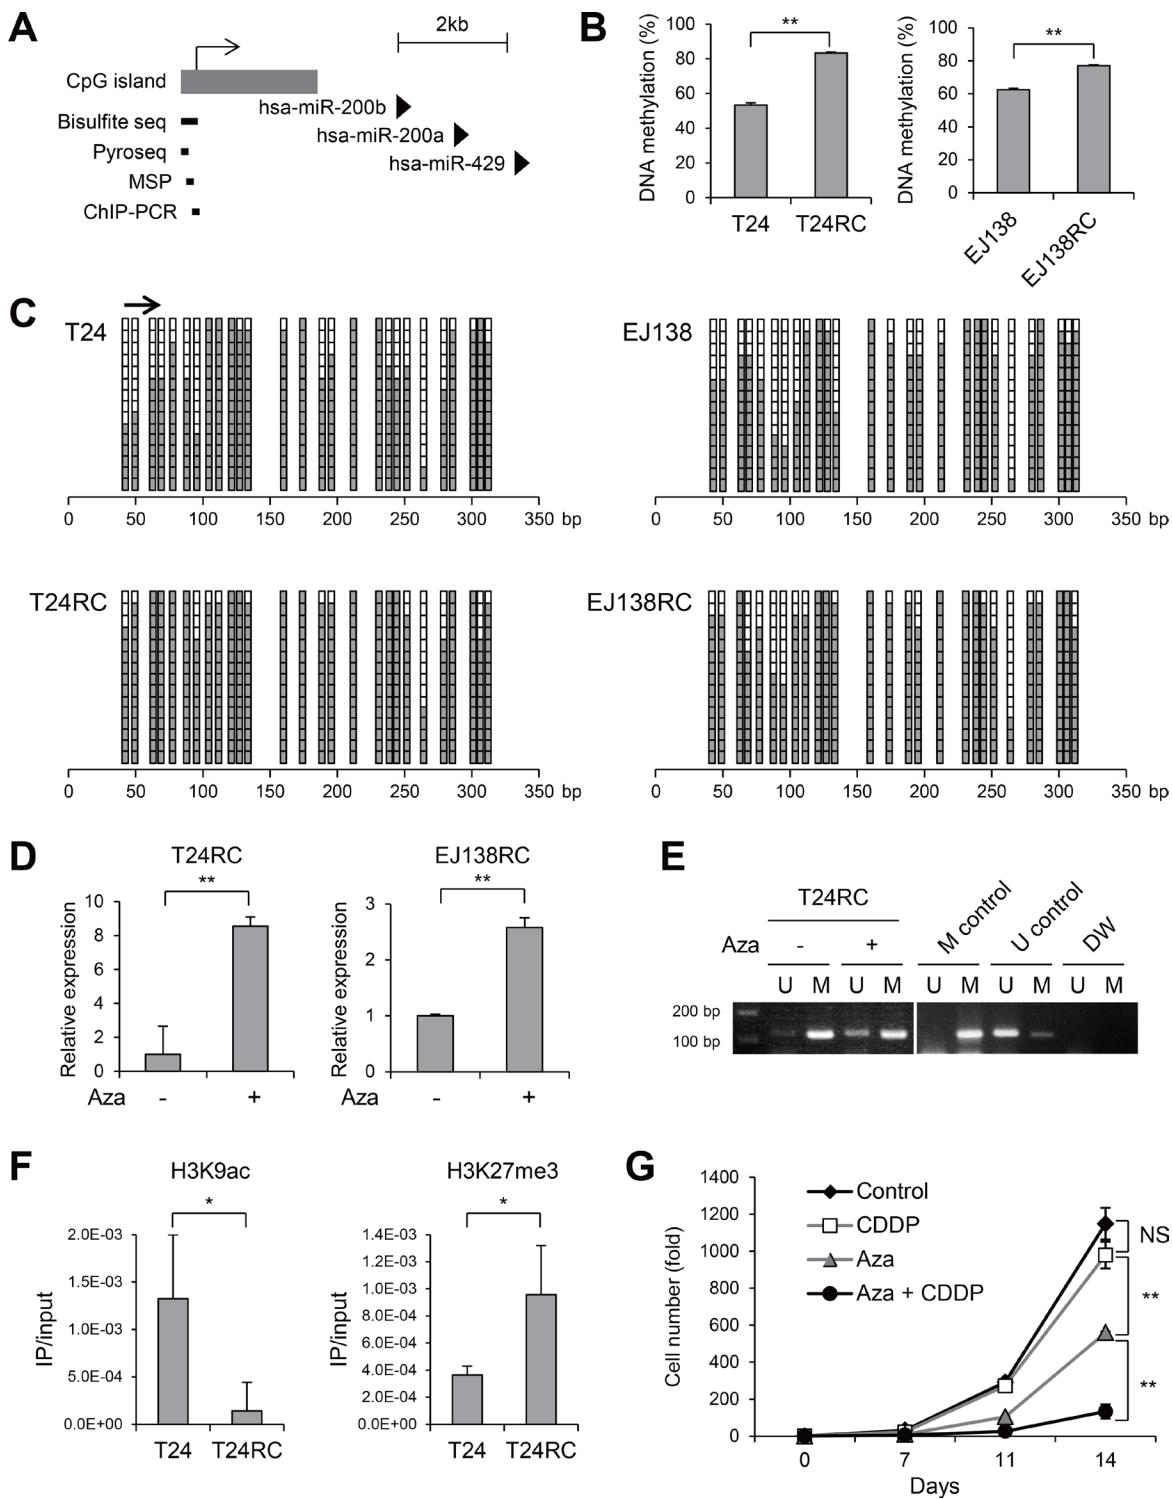 A
2kb
CpG island
hsa-miR-200b
Bisulfite seq
hsa-miR-200a
Pyroseq
hsa-miR-429
MSP
ChIP-PCR
B
DNA methylation (%)
100
80
60
40
20
0
**
T24 T24RC
DNA methylation (%)
100
80
60
40
20
0
**
EJ138 EJ138RC
C
T24
0 50 100 150 200 250 300 350 bp
EJ138
0 50 100 150 200 250 300 350 bp
T24RC
0 50 100 150 200 250 300 350 bp
EJ138RC
0 50 100 150 200 250 300 350 bp
D
T24RC
**
Relative expression
10
8
6
4
2
0
Aza - +
EJ138RC
**
Relative expression
3
2
1
0
Aza - +
E
T24RC M control U control DW
Aza - +
U M U M U M U M U M
200 bp
100 bp
F
H3K9ac
*
IP/input
2.0E-03
1.5E-03
1.0E-03
5.0E-04
0.0E+00
T24 T24RC
H3K27me3
*
IP/input
1.4E-03
1.2E-03
1.0E-03
8.0E-04
6.0E-04
4.0E-04
2.0E-04
0.0E+00
T24 T24RC
G
Cell number (fold)
1400
1200
1000
800
600
400
200
0
Control
CDDP
Aza
Aza + CDDP
NS
**
**
0 7 11 14
Days